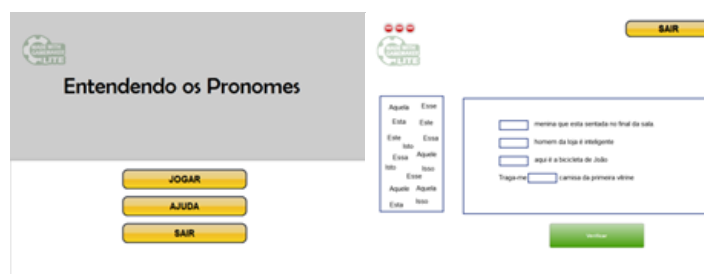 Entendendo os Pronomes
JOGAR
AJUDA
SAIR
SAIR
Aquela Esse
Esta Este
Este Essa
Isto
Essa Aquele
Isto Isso
Esse
Aquele Aquela
Esta Isso
menina que esta sentada no final da sala
homem da loja é inteligente
aqui é a bicicleta de João
Traga-me camisa da primeira vitrine
Verificar